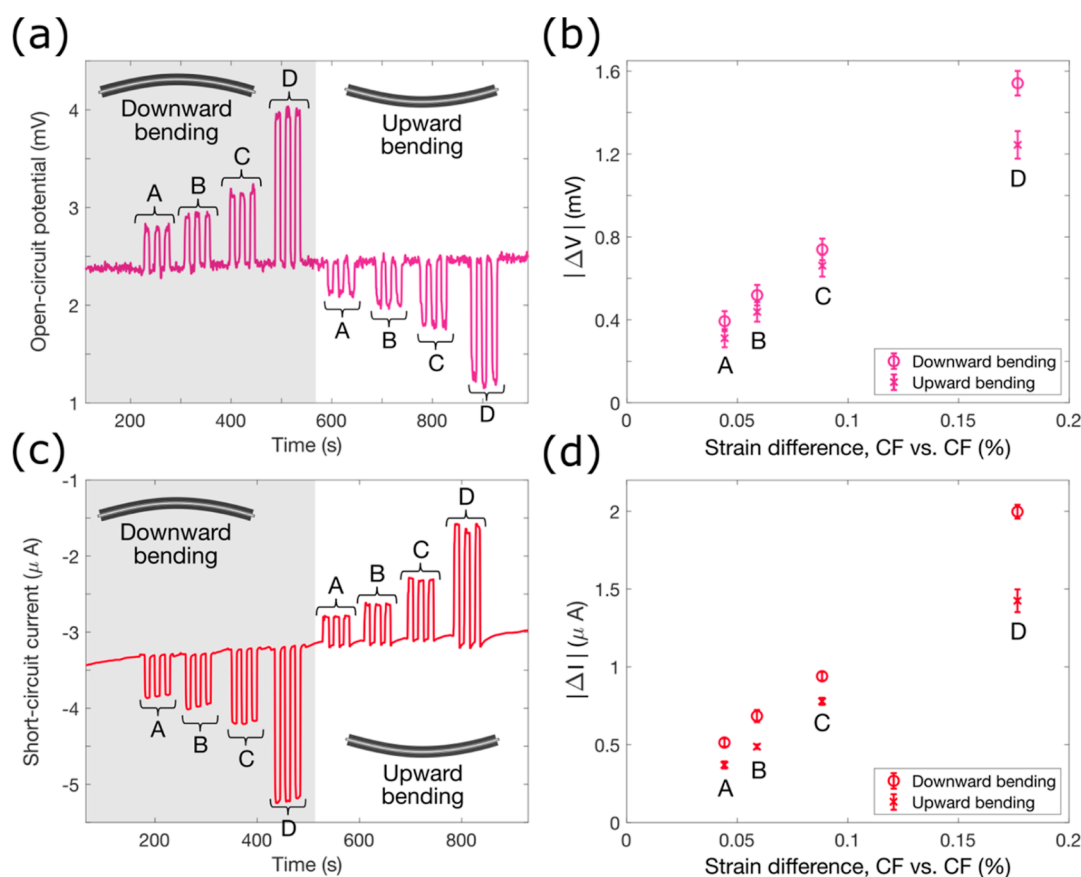 (a)
Open-circuit potential (mV)
4
3
2
1
Downward
bending
Upward
bending
A
B
C
D
A
B
C
D
200
400
600
800
Time (s)
(b)
|ΔV| (mV)
1.6
1.2
0.8
0.4
0
A
B
C
D
Downward bending
Upward bending
0
0.05
0.1
0.15
0.2
Strain difference, CF vs. CF (%)
(c)
Short-circuit current (μ A)
-1
-2
-3
-4
-5
Downward
bending
Upward
bending
A
B
C
D
A
B
C
D
200
400
600
800
Time (s)
(d)
|ΔI| (μ A)
2
1.5
1
0.5
0
A
B
C
D
Downward bending
Upward bending
0
0.05
0.1
0.15
0.2
Strain difference, CF vs. CF (%)